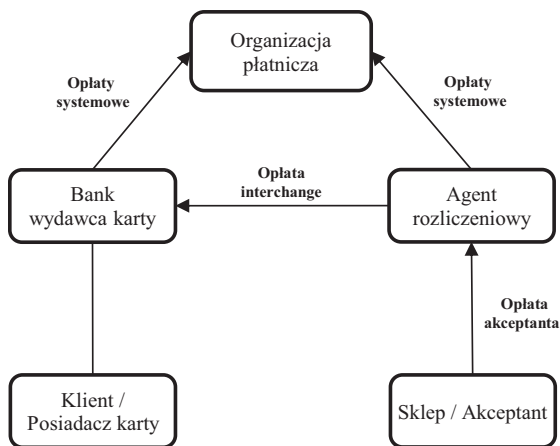 Organizacja
płatnicza
Opłaty
systemowe
Opłaty
systemowe
Bank
wydawca karty
Opłata
interchange
Agent
rozliczeniowy
Opłata
akceptanta
Klient /
Posiadacz karty
Sklep / Akceptant